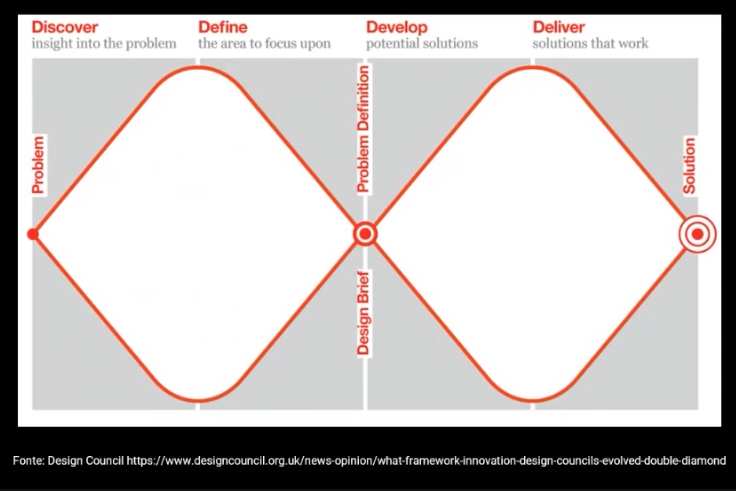 Discover
insight into the problem
Define
the area to focus upon
Develop
potential solutions
Deliver
solutions that work
Problem
Problem Definition
Design Brief
Solution
Fonte: Design Council https://www.designcouncil.org.uk/news-opinion/what-framework-innovation-design-councils-evolved-double-diamond